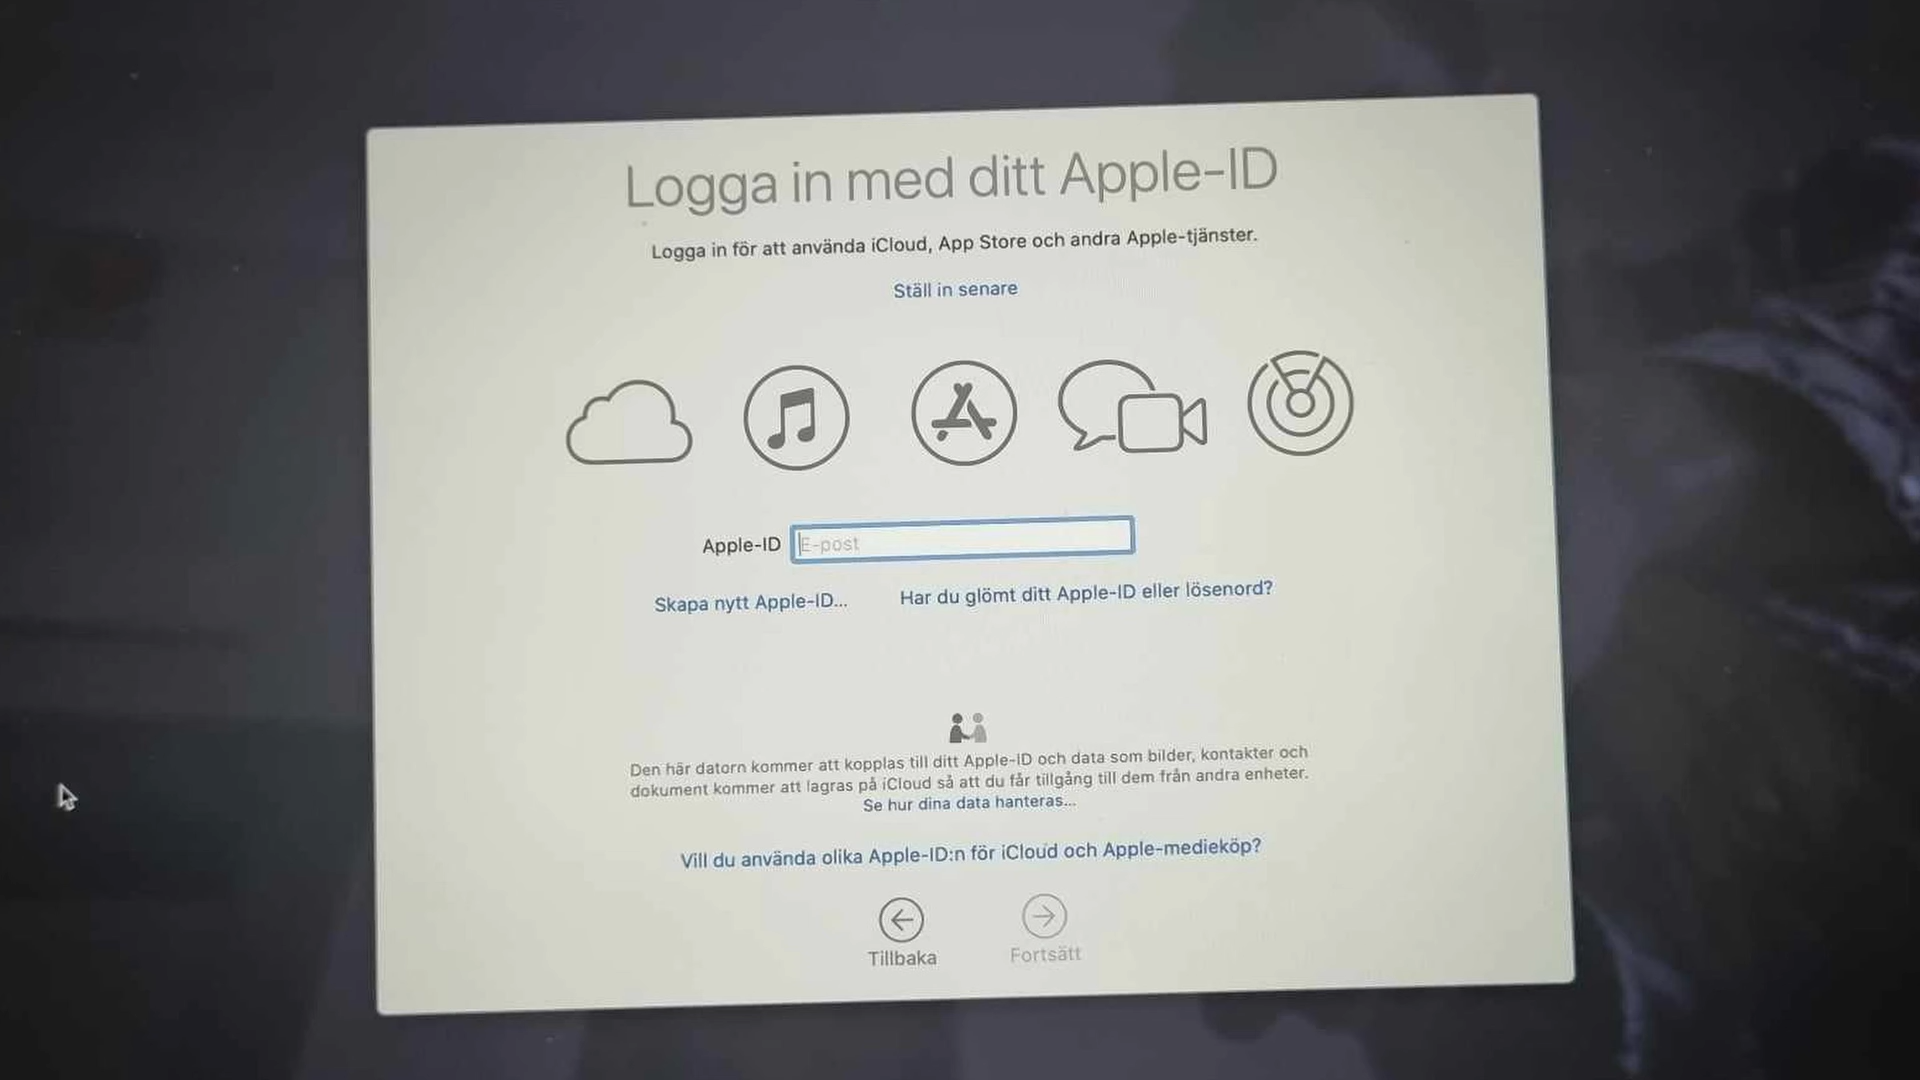 Logga in med ditt Apple-ID
Logga in för att använda iCloud, App Store och andra Apple-tjänster.
Ställ in senare
Apple-ID E-post
Skapa nytt Apple-ID... Har du glömt ditt Apple-ID eller lösenord?
Den här datorn kommer att kopplas till ditt Apple-ID och data som bilder, kontakter och
dokument kommer att lagras på iCloud så att du får tillgång till dem från andra enheter.
Se hur dina data hanteras...
Vill du använda olika Apple-ID:n för iCloud och Apple-medieköp?
Tillbaka Fortsätt